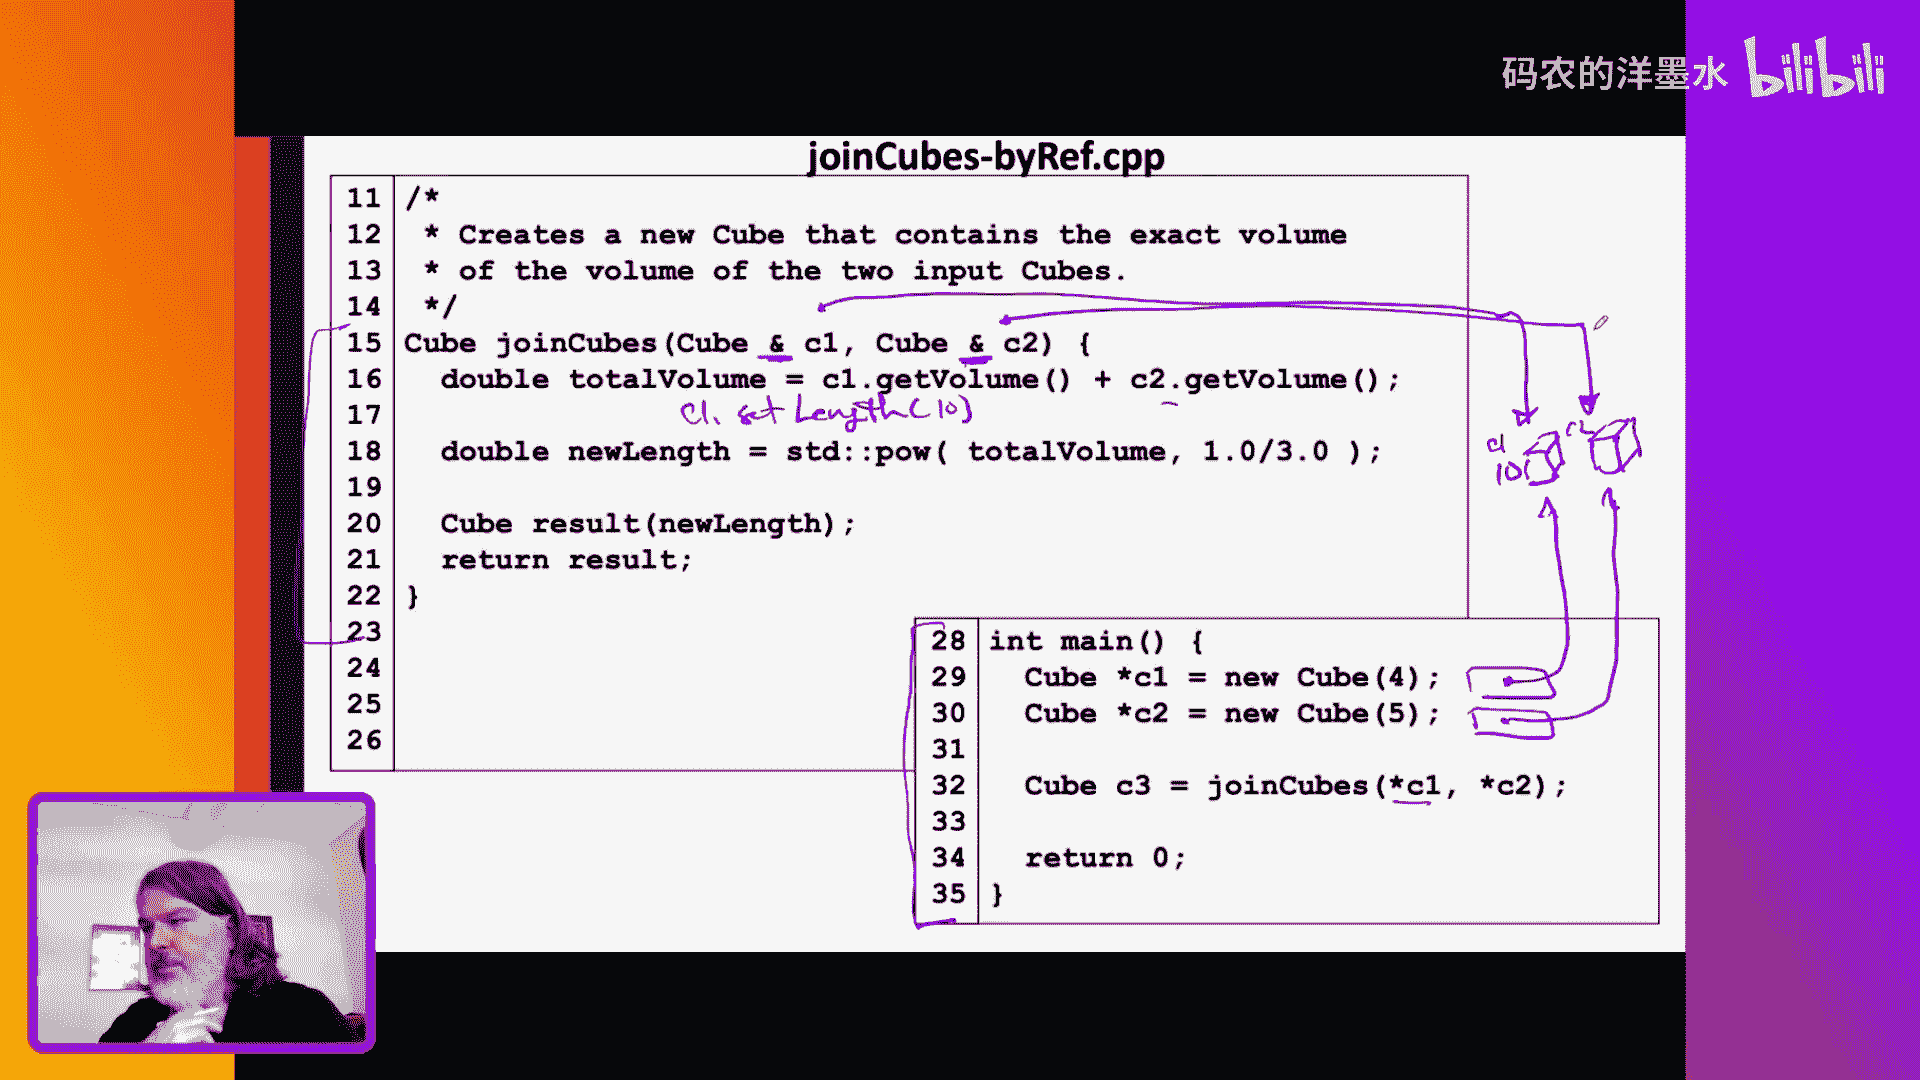 码农的洋墨水 bilibili
joinCubes-byRef.cpp
11 /*
12 * Creates a new Cube that contains the exact volume
13 * of the volume of the two input Cubes.
14 */
15 Cube joinCubes(Cube & c1, Cube & c2) {
16 double totalVolume = c1.getVolume() + c2.getVolume();
17 c1. set Length(10)
18 double newLength = std::pow( totalVolume, 1.0/3.0 );
c1 c2
10
19
20 Cube result(newLength);
21 return result;
22 }
23
24
25
26
28 int main() {
29 Cube *c1 = new Cube(4);
30 Cube *c2 = new Cube(5);
31
32 Cube c3 = joinCubes(*c1, *c2);
33
34 return 0;
35 }